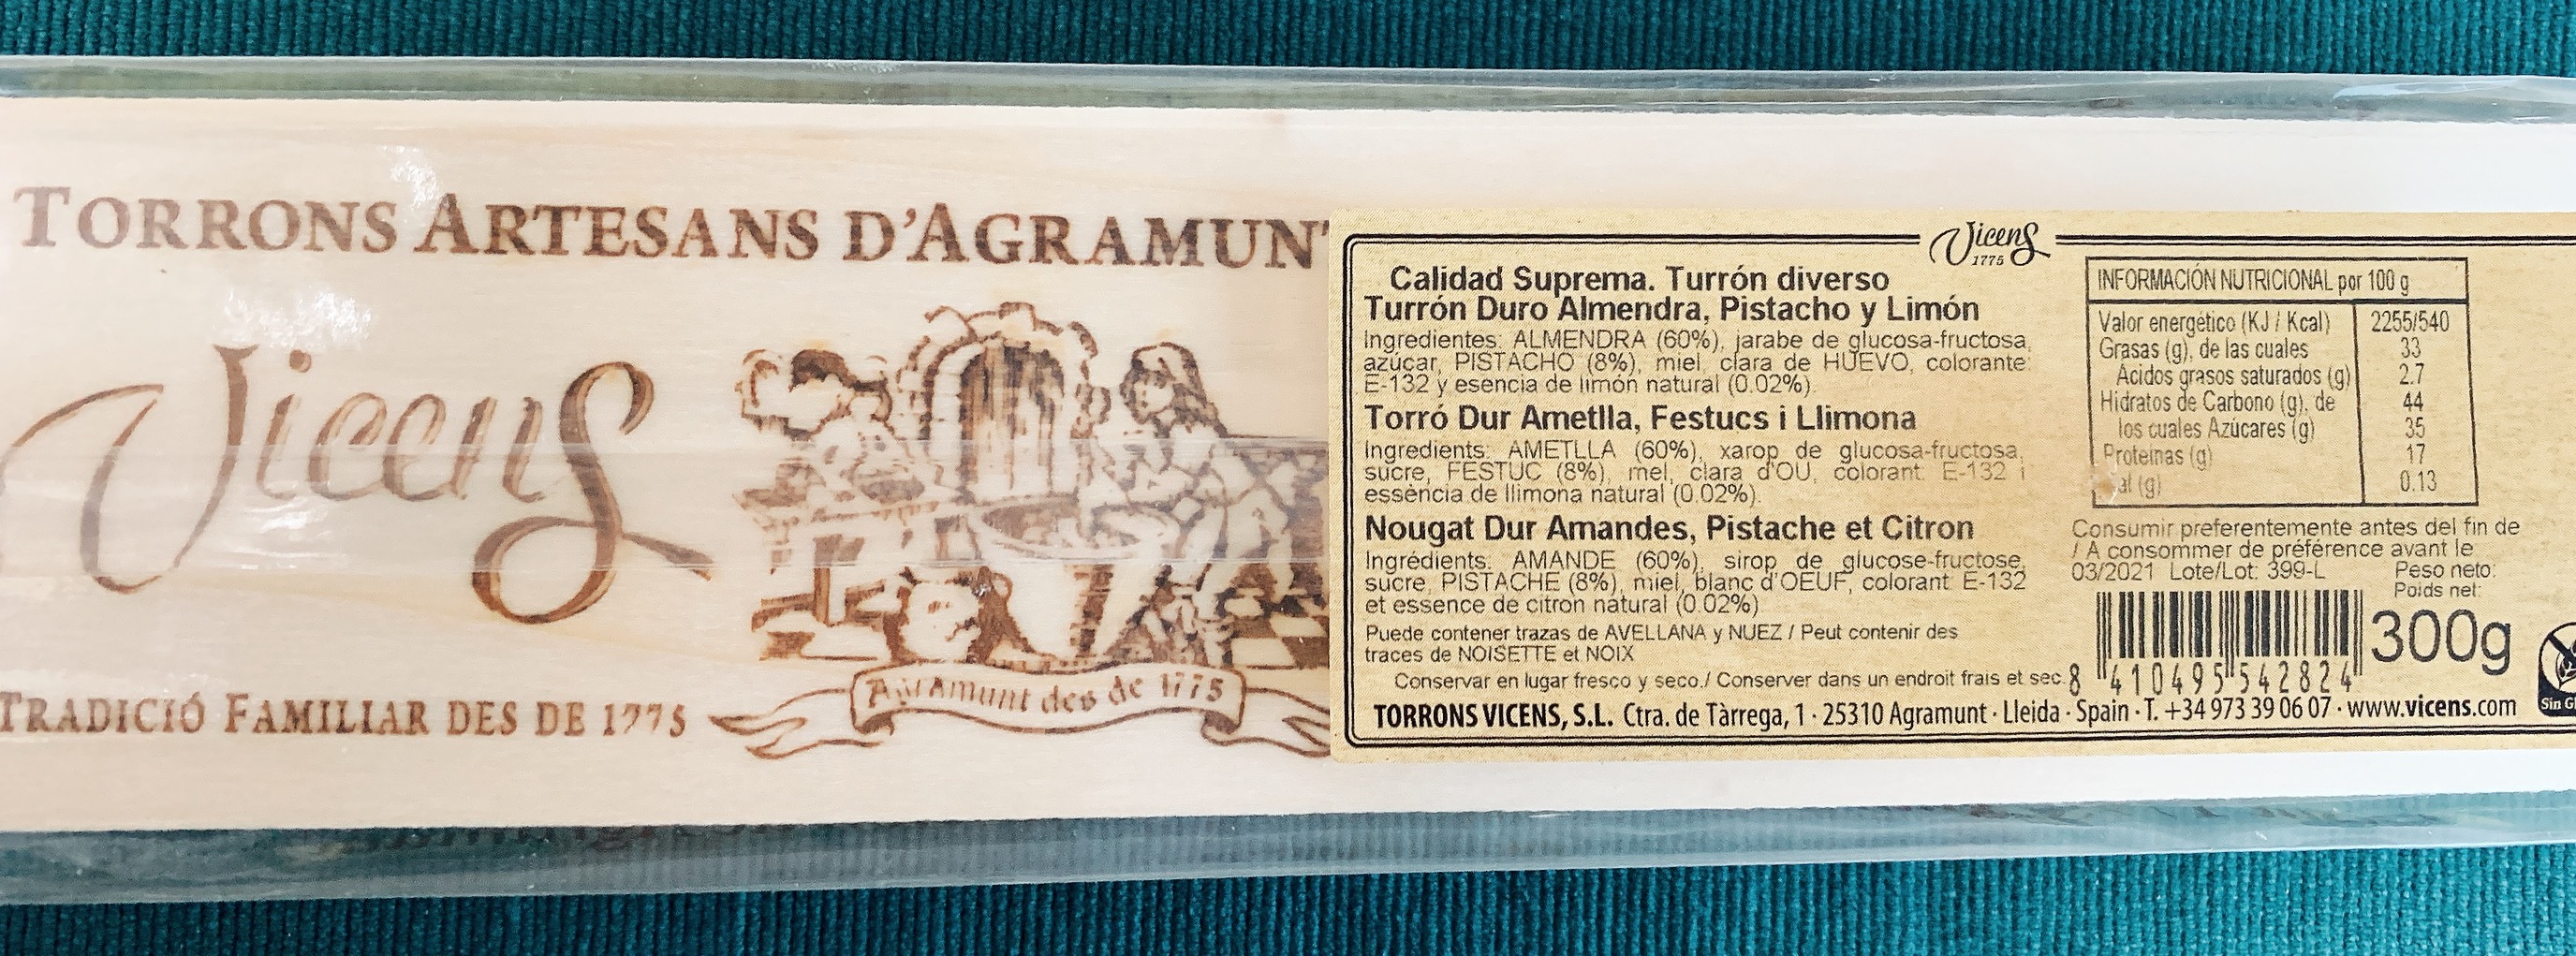 TORRONS ARTESANS D'AGRAMUN
Vicens
Agramunt des de 1775
TRADICIÓ FAMILIAR DES DE 1775
Vicens
1775
Calidad Suprema. Turrón diverso
Turrón Duro Almendra, Pistacho y Limón
Ingredientes: ALMENDRA (60%), jarabe de glucosa-fructosa,
azúcar, PISTACHO (8%), miel, clara de HUEVO, colorante:
E-132 y esencia de limón natural (0.02%).
Torró Dur Ametlla, Festucs i Llimona
Ingredients: AMETLLA (60%), xarop de glucosa-fructosa,
sucre, FESTUC (8%), mel, clara d'OU, colorant: E-132 i
essència de llimona natural (0.02%).
Nougat Dur Amandes, Pistache et Citron
Ingrédients: AMANDE (60%), sirop de glucose-fructose,
sucre, PISTACHE (8%), miel, blanc d'OEUF, colorant: E-132
et essence de citron natural (0.02%)
Puede contener trazas de AVELLANA y NUEZ / Peut contenir des
traces de NOISETTE et NOIX
Conservar en lugar fresco y seco./ Conserver dans un endroit frais et sec.
INFORMACIÓN NUTRICIONAL por 100 g
Valor energético (KJ / Kcal) 2255/540
Grasas (g), de las cuales 33
Ácidos grasos saturados (g) 2.7
Hidratos de Carbono (g), de 44
los cuales Azúcares (g) 35
Proteínas (g) 17
al (g) 0.13
Consumir preferentemente antes del fin de
/ A consommer de préférence avant le
03/2021 Lote/Lot: 399-L Peso neto:
Poids net:
300g
8 410495 542824
TORRONS VICENS, S.L. Ctra. de Tàrrega, 1 · 25310 Agramunt · Lleida · Spain · T. +34 973 39 06 07 · www.vicens.com
Sin Gl